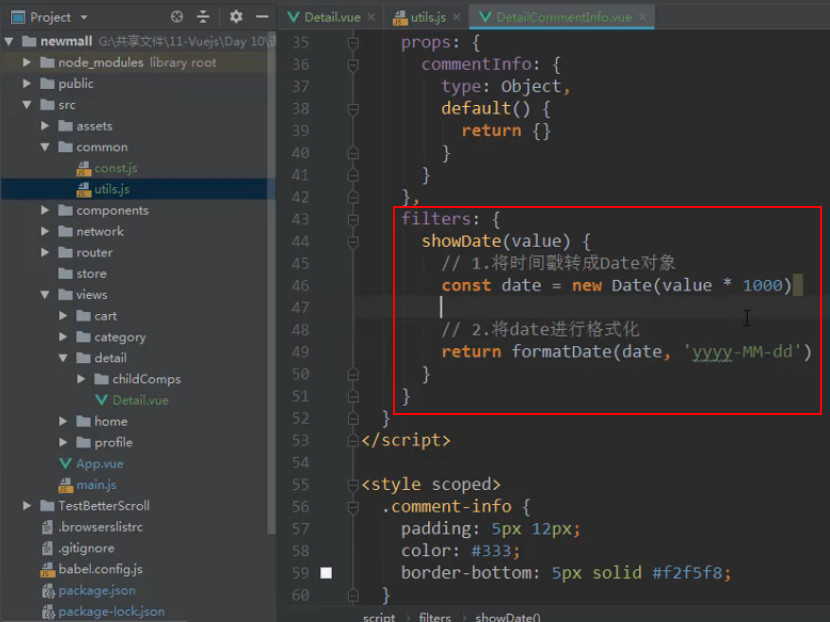 Project
Detail.vue
utils.js
DetailCommentInfo.vue
newmall G:\共享文件\11-Vuejs\Day 10\
node_modules library root
public
src
assets
common
const.js
utils.js
components
network
router
store
views
cart
category
detail
childComps
Detail.vue
home
profile
App.vue
main.js
TestBetterScroll
.browserslistrc
.gitignore
babel.config.js
package.json
package-lock.json
35 props: {
36 commentInfo: {
37 type: Object,
38 default() {
39 return {}
40 }
41 }
42 },
43 filters: {
44 showDate(value) {
45 // 1.将时间戳转成Date对象
46 const date = new Date(value * 1000)
47
48 // 2.将date进行格式化
49 return formatDate(date, 'yyyy-MM-dd')
50 }
51 }
52 }
53 </script>
54
55 <style scoped>
56 .comment-info {
57 padding: 5px 12px;
58 color: #333;
59 border-bottom: 5px solid #f2f5f8;
60 }
script › filters › showDate()